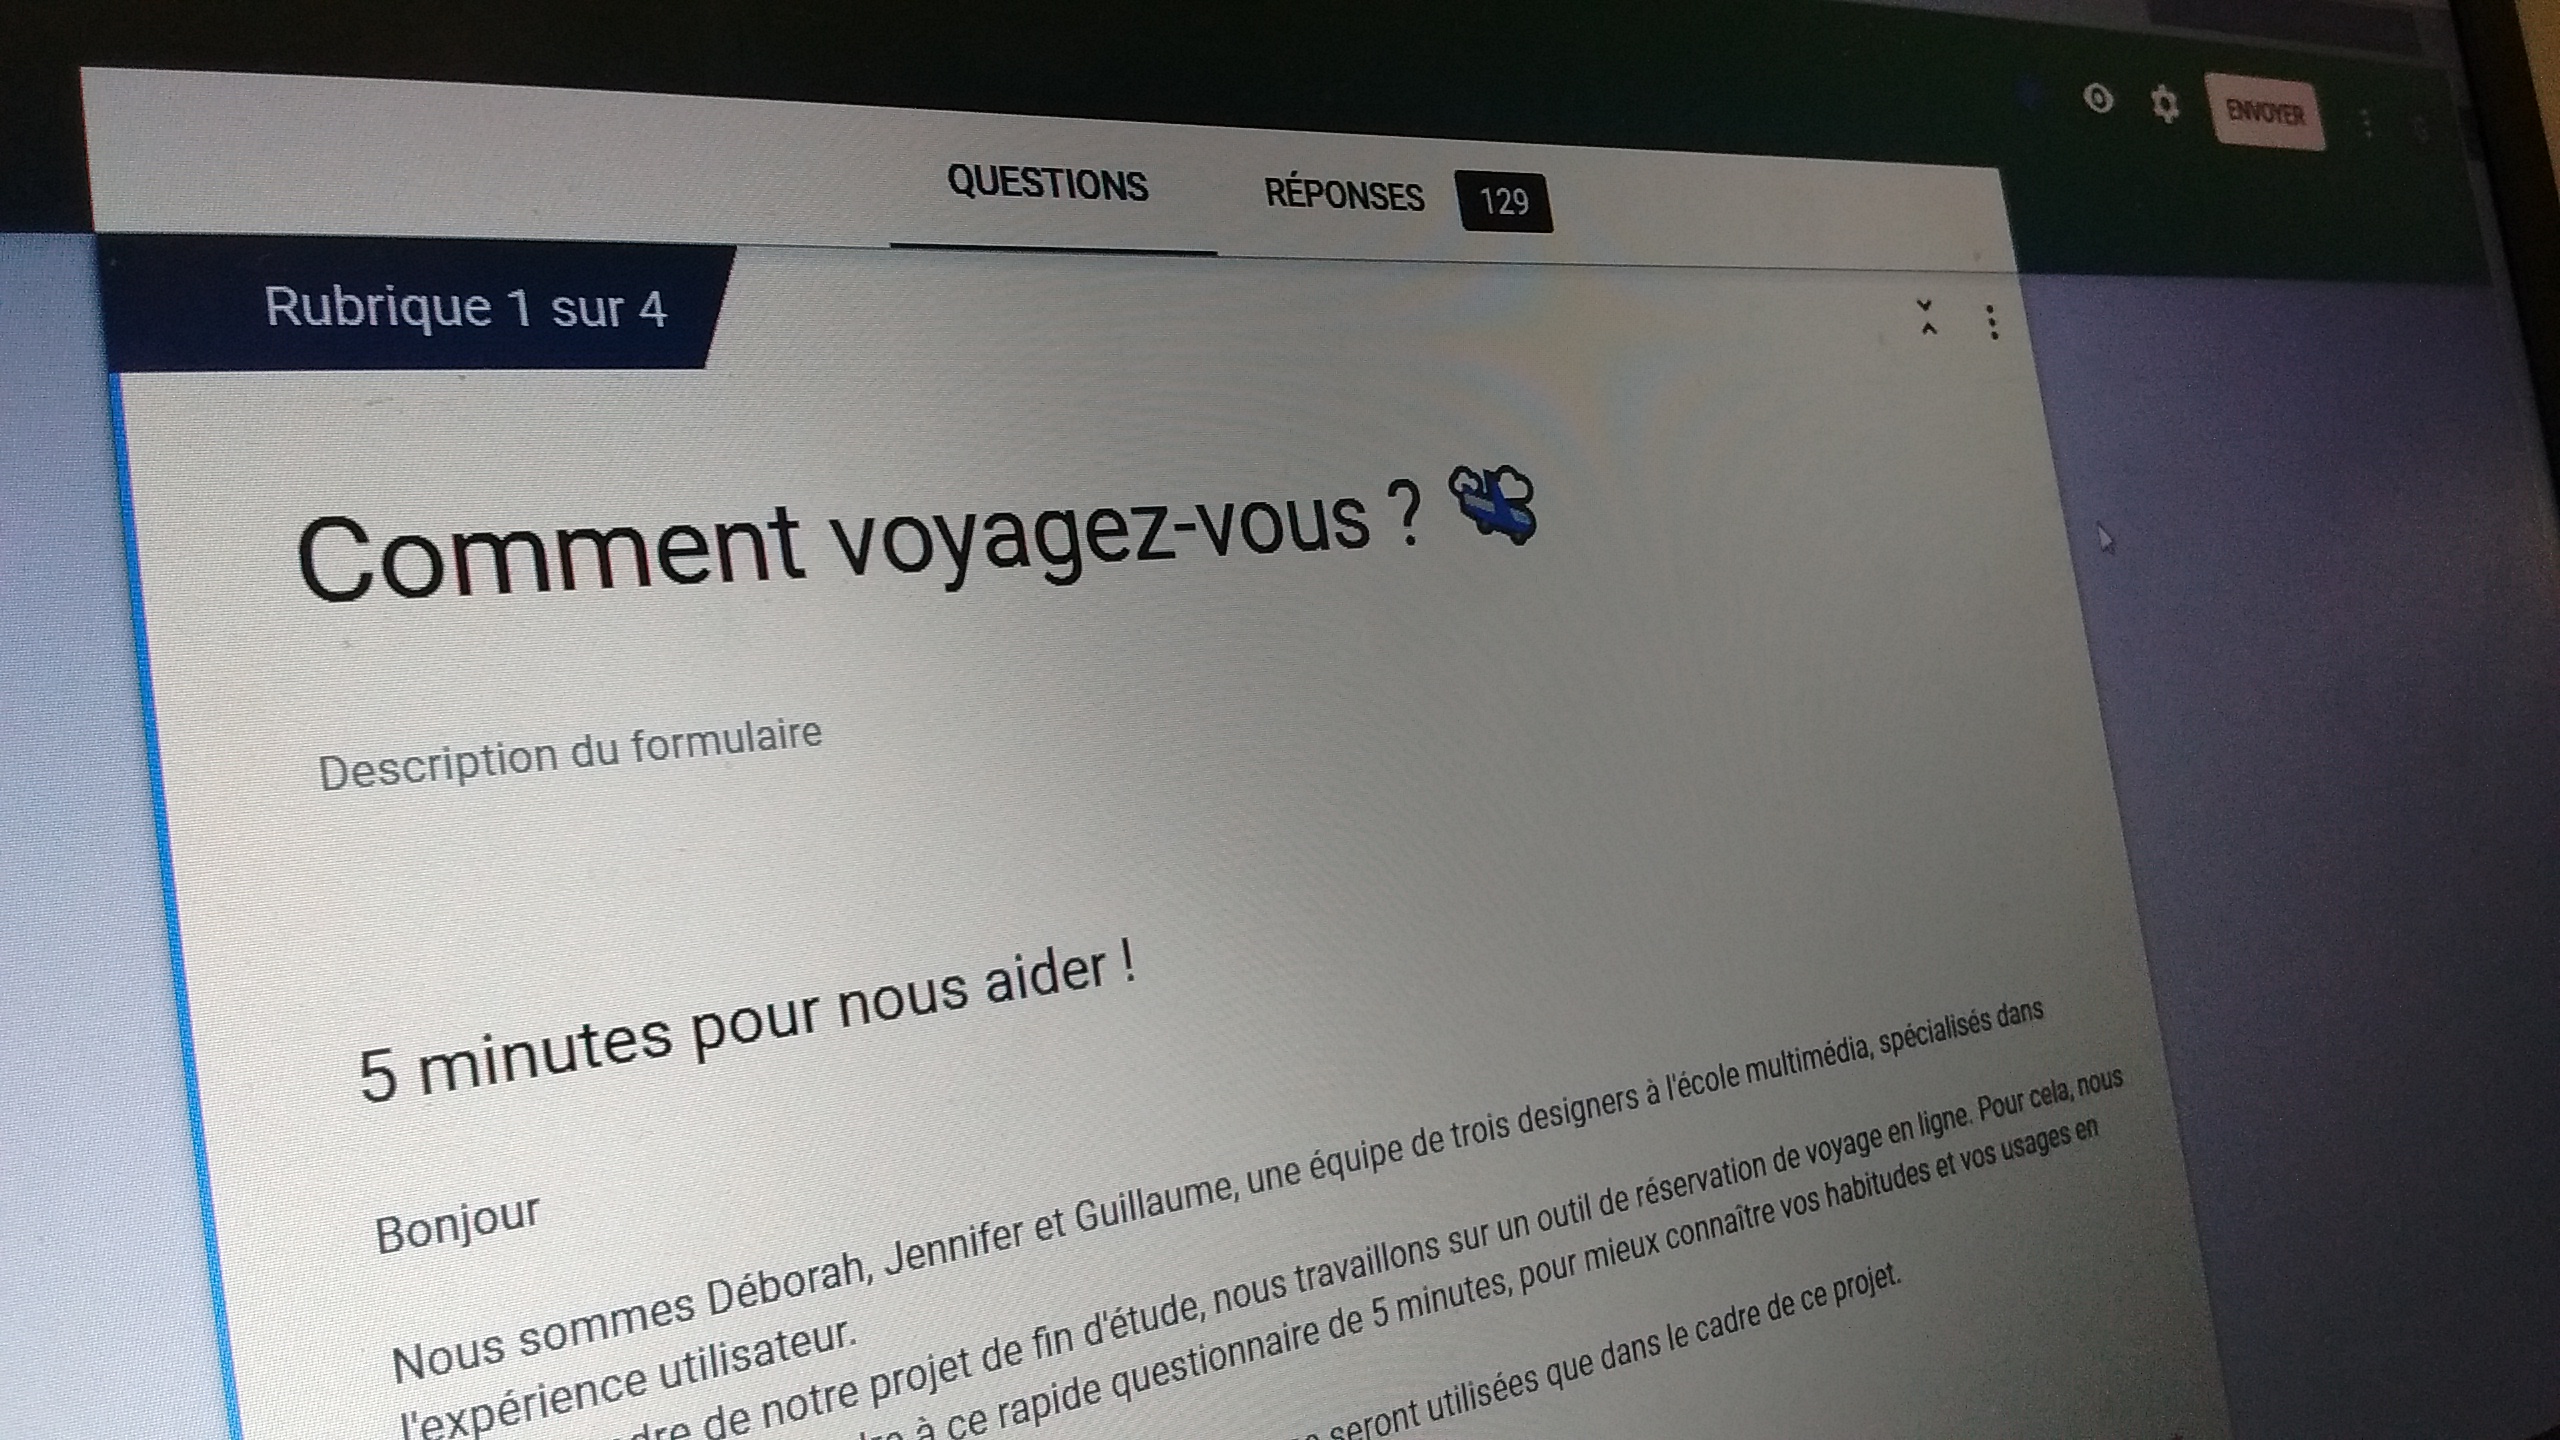 ENVOYER
QUESTIONS RÉPONSES 129
Rubrique 1 sur 4
Comment voyagez-vous ?
Description du formulaire
5 minutes pour nous aider !
Bonjour
Nous sommes Déborah, Jennifer et Guillaume, une équipe de trois designers à l'école multimédia, spécialisés dans
l'expérience utilisateur.
de notre projet de fin d'étude, nous travaillons sur un outil de réservation de voyage en ligne. Pour cela, nous
à ce rapide questionnaire de 5 minutes, pour mieux connaître vos habitudes et vos usages en
seront utilisées que dans le cadre de ce projet.